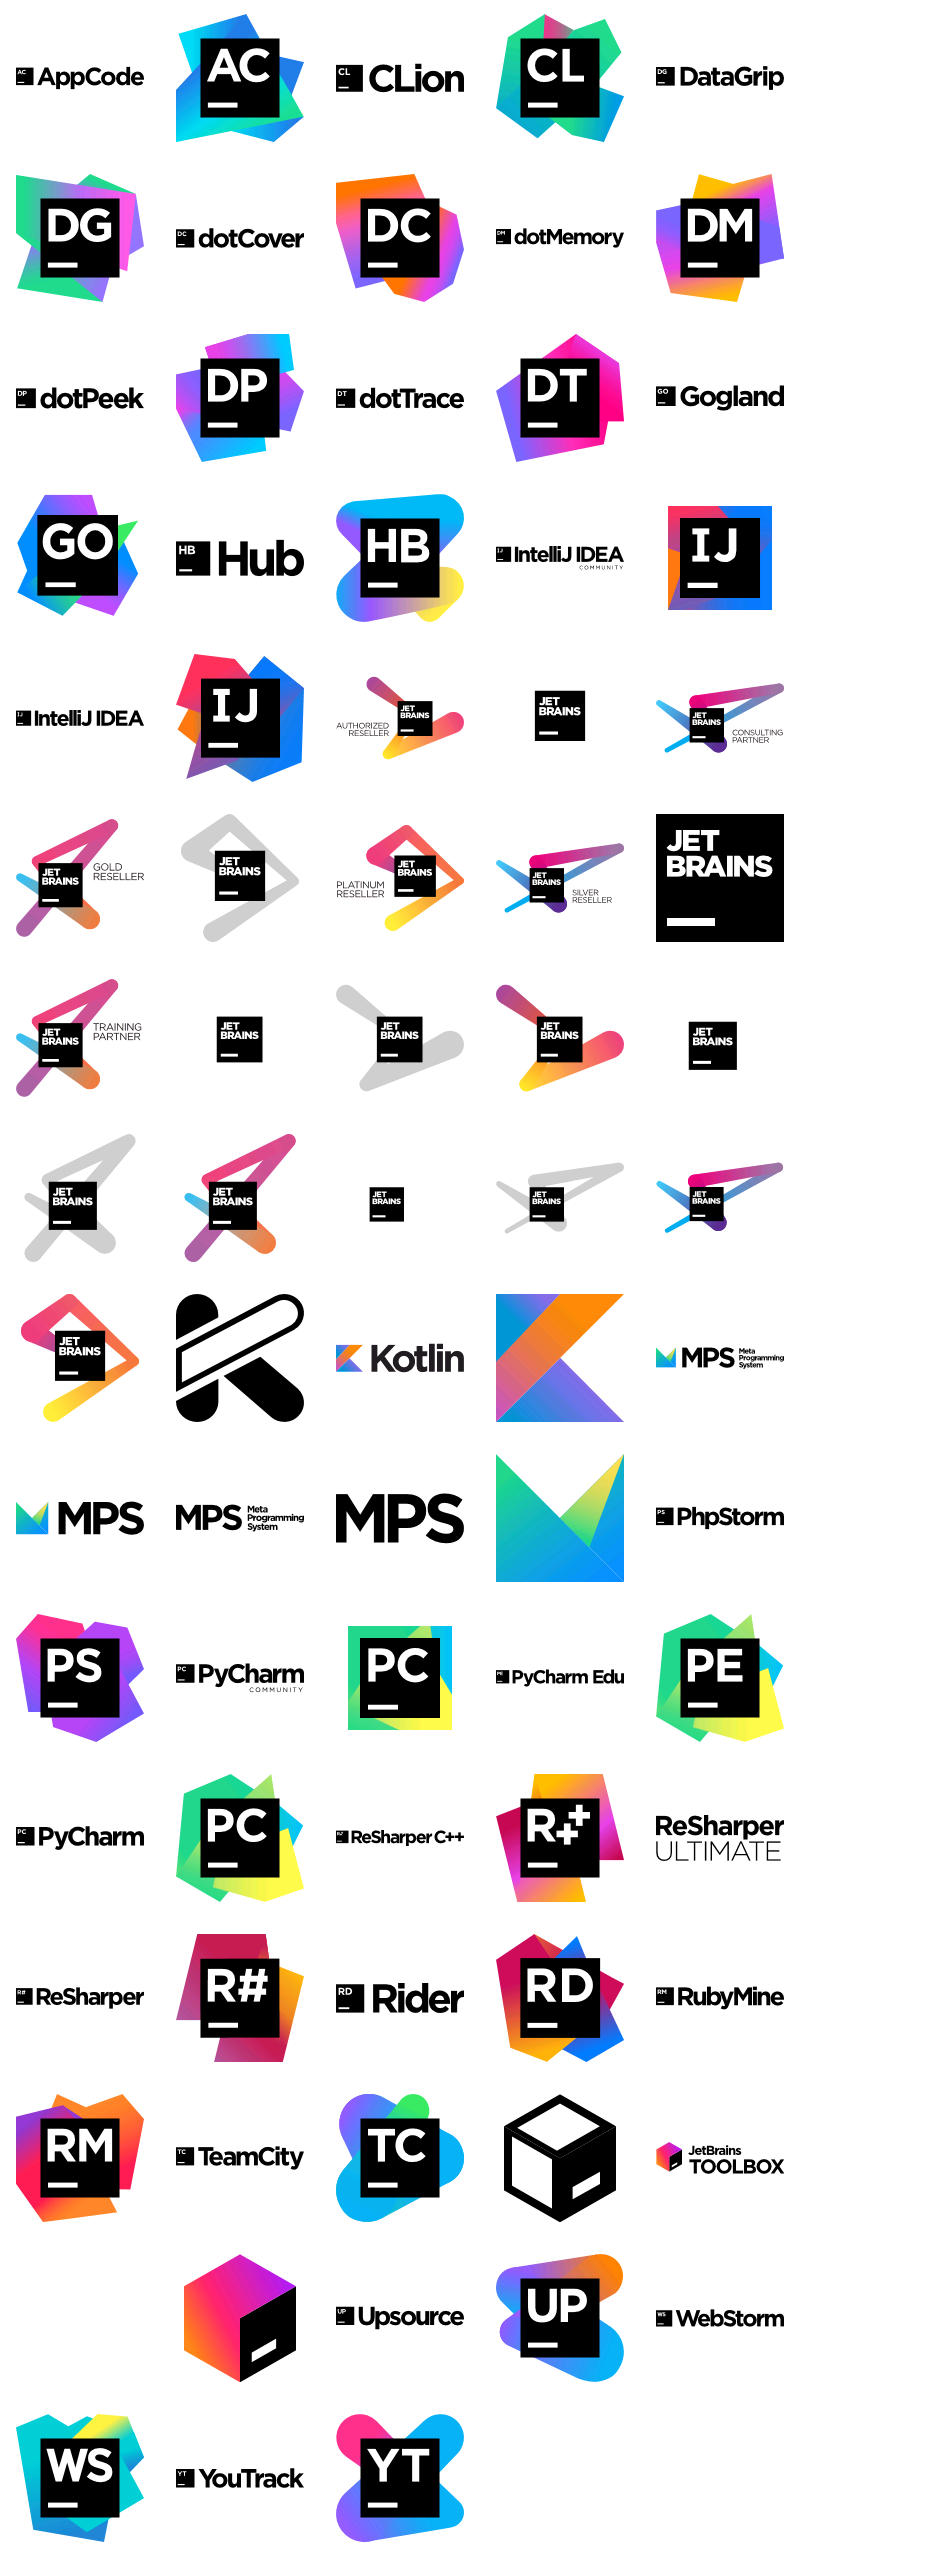 AC AppCode
AC
CL CLion
CL
DG DataGrip
DG
DC dotCover
DC
DM dotMemory
DM
DP dotPeek
DP
DT dotTrace
DT
GO Gogland
GO
HB Hub
HB
IJ IntelliJ IDEA
COMMUNITY
IJ
IJ IntelliJ IDEA
IJ
AUTHORIZED
RESELLER
JET
BRAINS
JET
BRAINS
JET
BRAINS
CONSULTING
PARTNER
JET
BRAINS
GOLD
RESELLER
JET
BRAINS
PLATINUM
RESELLER
JET
BRAINS
JET
BRAINS
SILVER
RESELLER
JET
BRAINS
JET
BRAINS
TRAINING
PARTNER
JET
BRAINS
JET
BRAINS
JET
BRAINS
JET
BRAINS
JET
BRAINS
JET
BRAINS
JET
BRAINS
JET
BRAINS
JET
BRAINS
JET
BRAINS
Kotlin
MPS Meta
Programming
System
MPS
MPS Meta
Programming
System
MPS
PS PhpStorm
PS
PC PyCharm
COMMUNITY
PC
PE PyCharm Edu
PE
PC PyCharm
PC
ReSharper C++
R++
ReSharper
ULTIMATE
R# ReSharper
R#
RD Rider
RD
RM RubyMine
RM
TC TeamCity
TC
JetBrains
TOOLBOX
UP Upsource
UP
WS WebStorm
WS
YT YouTrack
YT